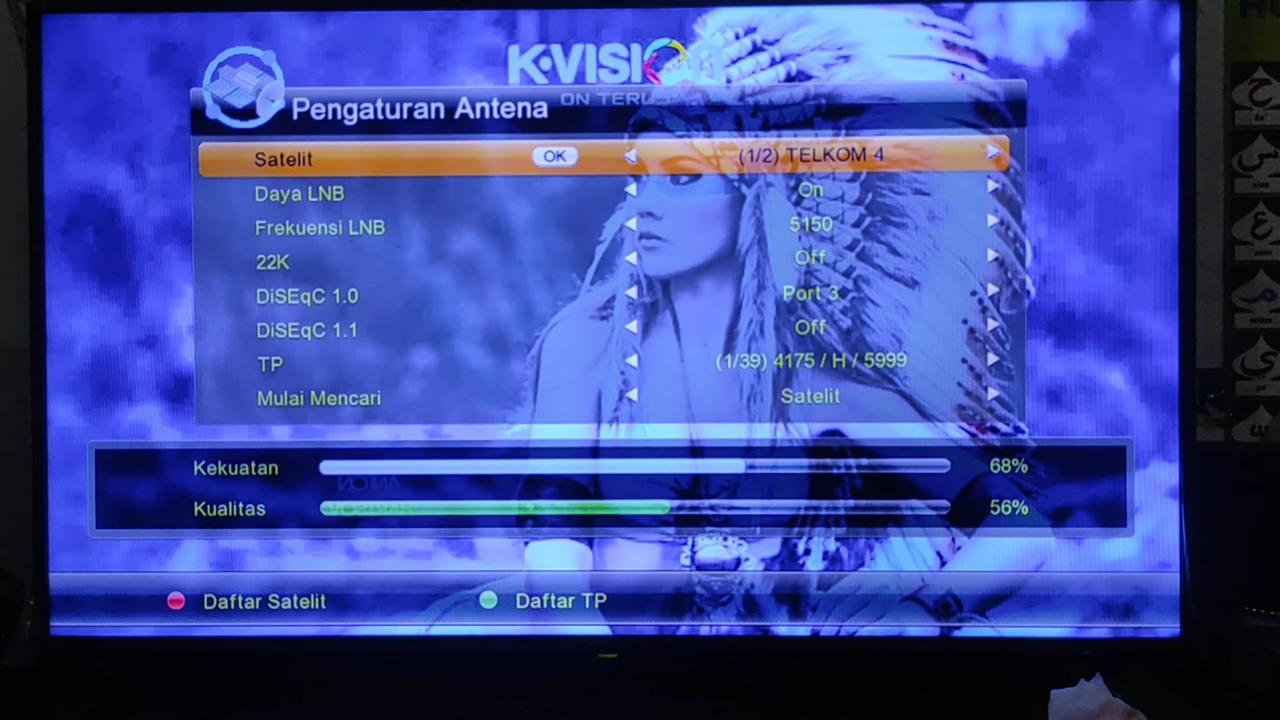 K-VISION
ON TERUS
Pengaturan Antena
Satelit OK (1/2) TELKOM 4
Daya LNB On
Frekuensi LNB 5150
22K Off
DiSEqC 1.0 Port 3
DiSEqC 1.1 Off
TP (1/39) 4175 / H / 5999
Mulai Mencari Satelit
Kekuatan 68%
Kualitas 56%
Daftar Satelit Daftar TP